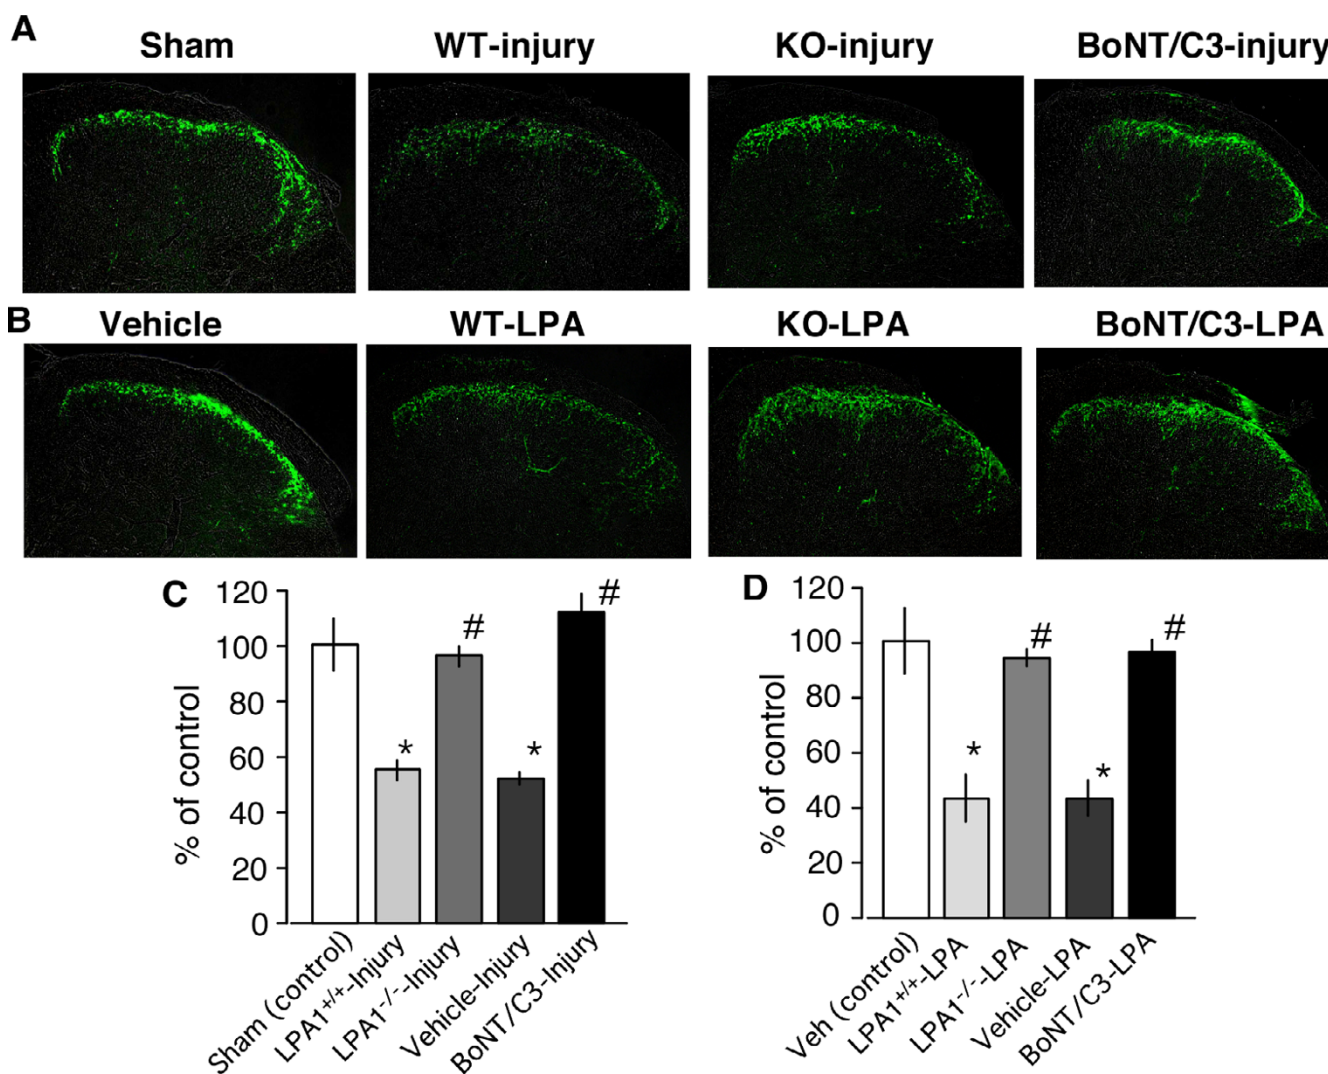 A
Sham WT-injury KO-injury BoNT/C3-injury
B
Vehicle WT-LPA KO-LPA BoNT/C3-LPA
C
% of control
120
100
80
60
40
20
0
* # * #
Sham (control)
LPA1+/+-Injury
LPA1-/--Injury
Vehicle-Injury
BoNT/C3-Injury
D
% of control
120
100
80
60
40
20
0
* # * #
Veh (control)
LPA1+/+-LPA
LPA1-/--LPA
Vehicle-LPA
BoNT/C3-LPA